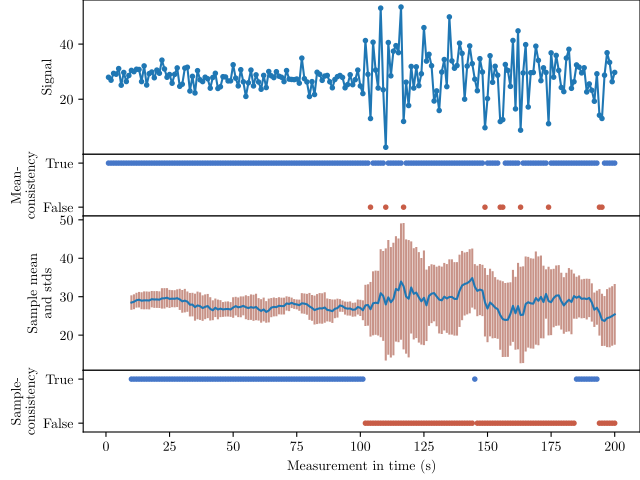 40
20
Signal
True
False
Mean-
consistency
50
40
30
20
Sample mean
and stds
True
False
Sample-
consistency
0 25 50 75 100 125 150 175 200
Measurement in time (s)